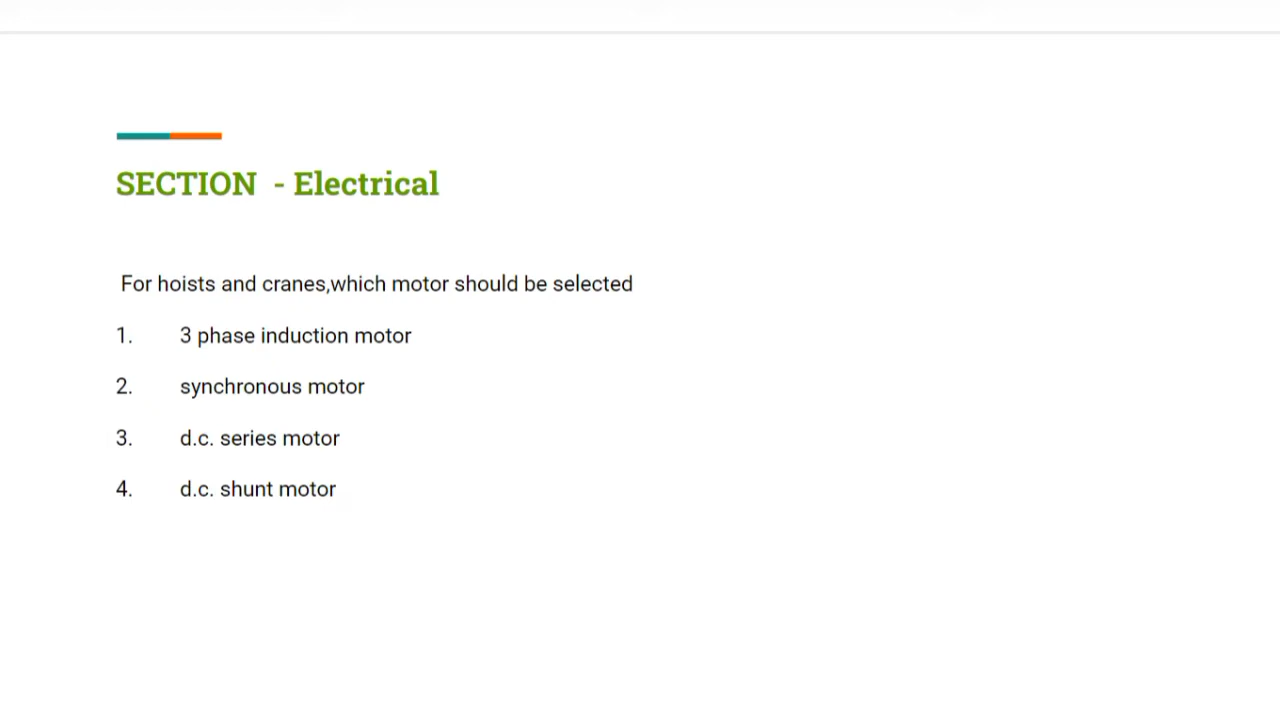 SECTION - Electrical
For hoists and cranes,which motor should be selected
1. 3 phase induction motor
2. synchronous motor
3. d.c. series motor
4. d.c. shunt motor